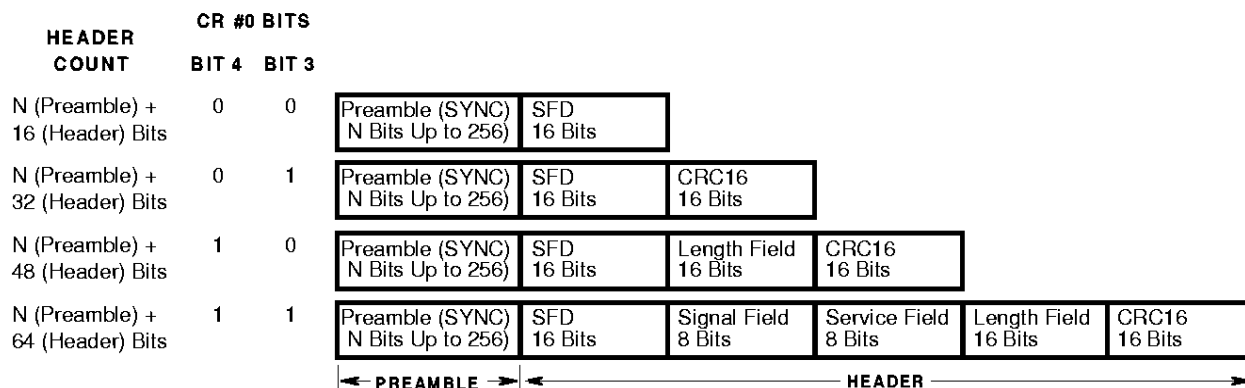 CR #0 BITS
HEADER
COUNT BIT 4 BIT 3
N (Preamble) + 0 0 Preamble (SYNC) SFD
16 (Header) Bits N Bits Up to 256) 16 Bits
N (Preamble) + 0 1 Preamble (SYNC) SFD CRC16
32 (Header) Bits N Bits Up to 256) 16 Bits 16 Bits
N (Preamble) + 1 0 Preamble (SYNC) SFD Length Field CRC16
48 (Header) Bits N Bits Up to 256) 16 Bits 16 Bits 16 Bits
N (Preamble) + 1 1 Preamble (SYNC) SFD Signal Field Service Field Length Field CRC16
64 (Header) Bits N Bits Up to 256) 16 Bits 8 Bits 8 Bits 16 Bits 16 Bits
PREAMBLE HEADER